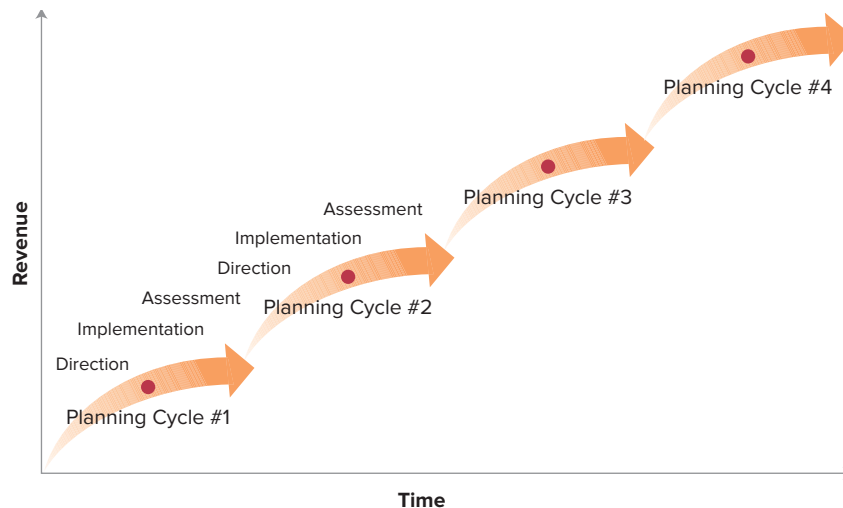 Planning Cycle #4
Planning Cycle #3
Assessment
Implementation
Direction
Planning Cycle #2
Assessment
Implementation
Direction
Planning Cycle #1
Revenue
Time